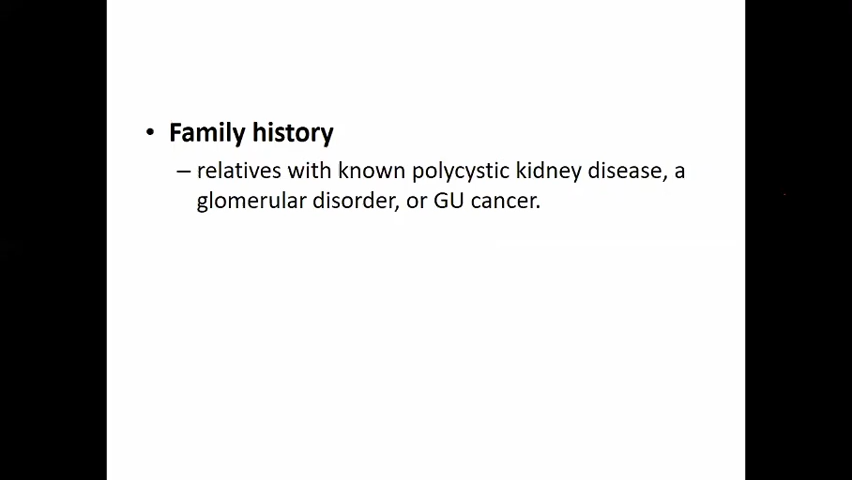 • Family history
– relatives with known polycystic kidney disease, a
glomerular disorder, or GU cancer.